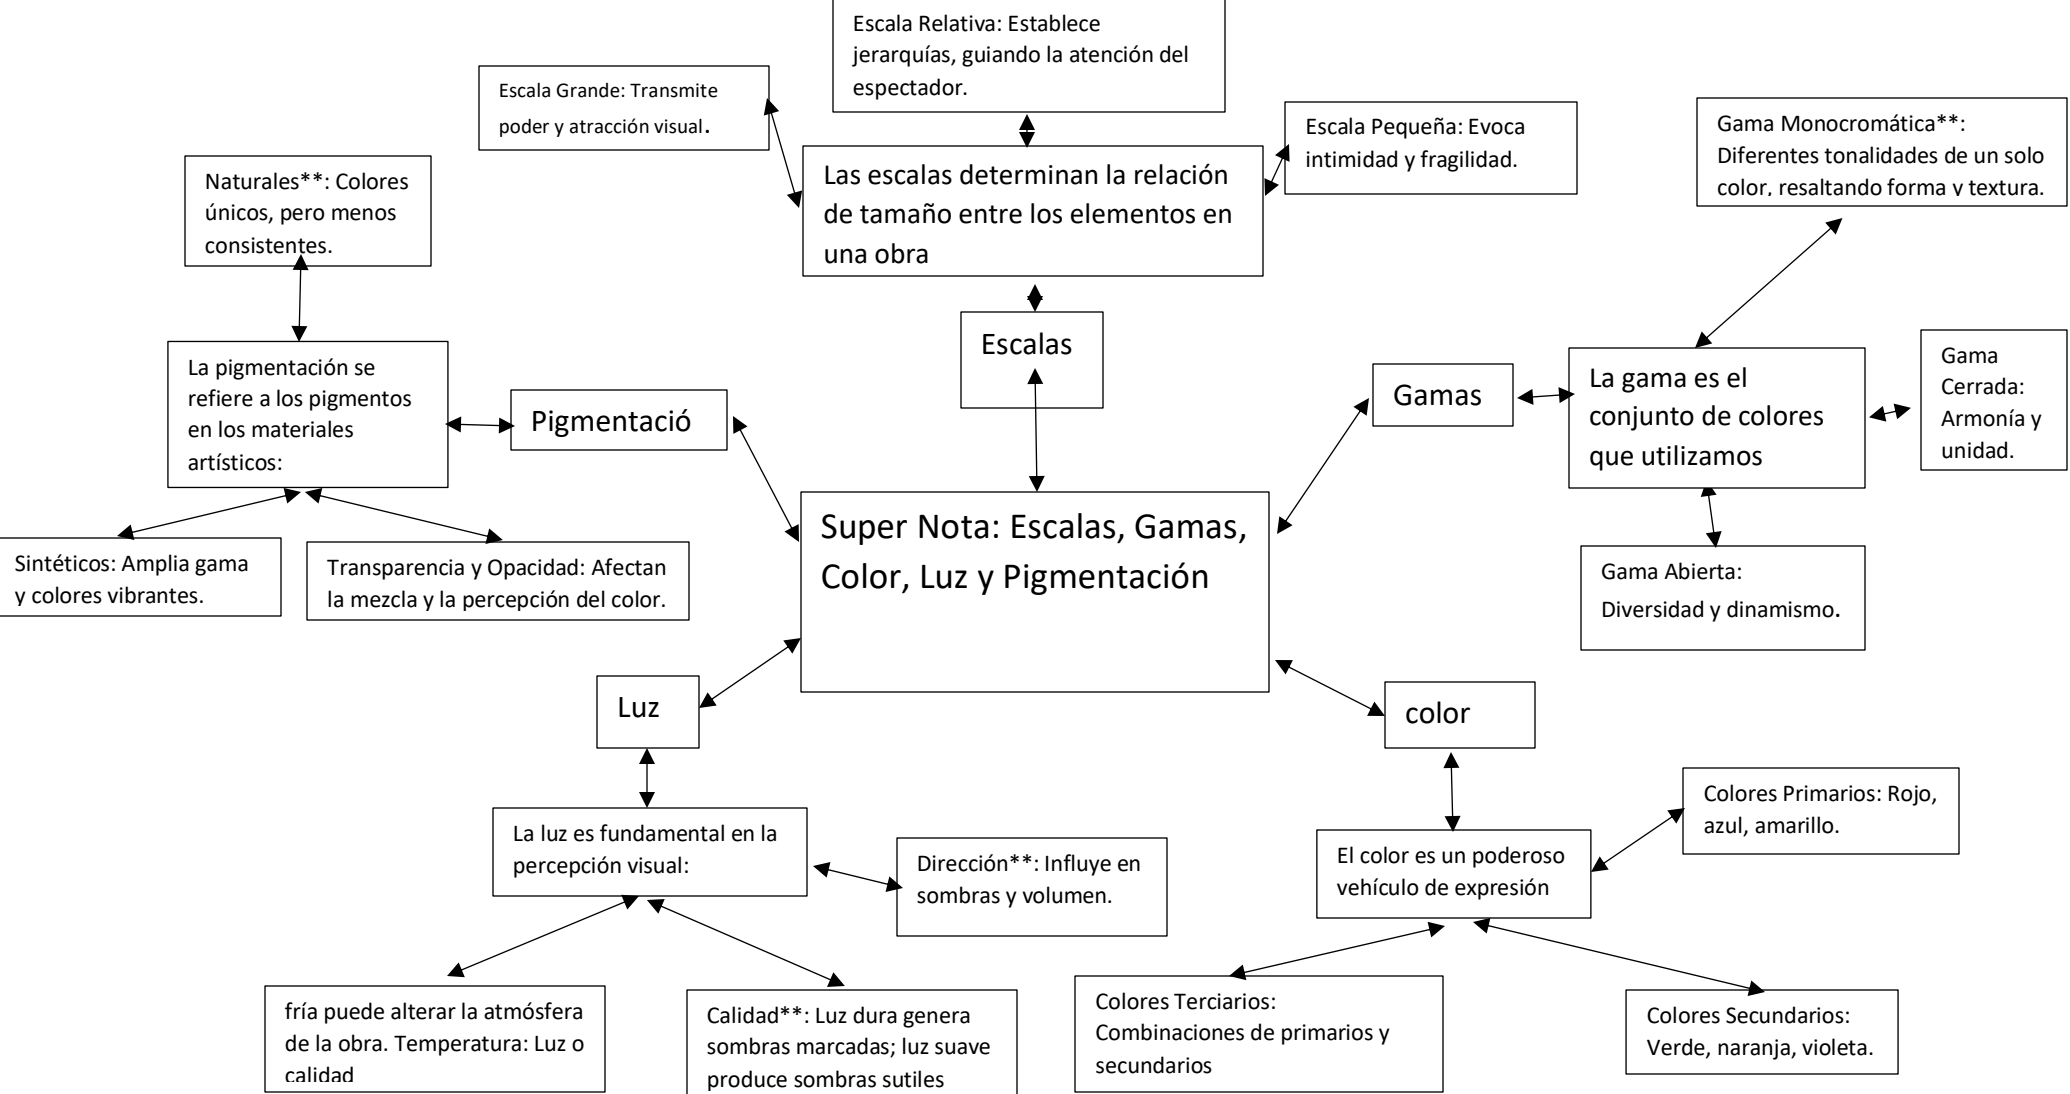 Escala Relativa: Establece
jerarquías, guiando la atención del
espectador.
Escala Grande: Transmite
poder y atracción visual.
Escala Pequeña: Evoca
intimidad y fragilidad.
Gama Monocromática**:
Diferentes tonalidades de un solo
color, resaltando forma y textura.
Naturales**: Colores
únicos, pero menos
consistentes.
Las escalas determinan la relación
de tamaño entre los elementos en
una obra
Escalas
La pigmentación se
refiere a los pigmentos
en los materiales
artísticos:
Pigmentació
Gamas
La gama es el
conjunto de colores
que utilizamos
Gama
Cerrada:
Armonía y
unidad.
Super Nota: Escalas, Gamas,
Color, Luz y Pigmentación
Sintéticos: Amplia gama
y colores vibrantes.
Transparencia y Opacidad: Afectan
la mezcla y la percepción del color.
Gama Abierta:
Diversidad y dinamismo.
Luz
color
La luz es fundamental en la
percepción visual:
Dirección**: Influye en
sombras y volumen.
El color es un poderoso
vehículo de expresión
Colores Primarios: Rojo,
azul, amarillo.
fría puede alterar la atmósfera
de la obra. Temperatura: Luz o
calidad
Calidad**: Luz dura genera
sombras marcadas; luz suave
produce sombras sutiles
Colores Terciarios:
Combinaciones de primarios y
secundarios
Colores Secundarios:
Verde, naranja, violeta.